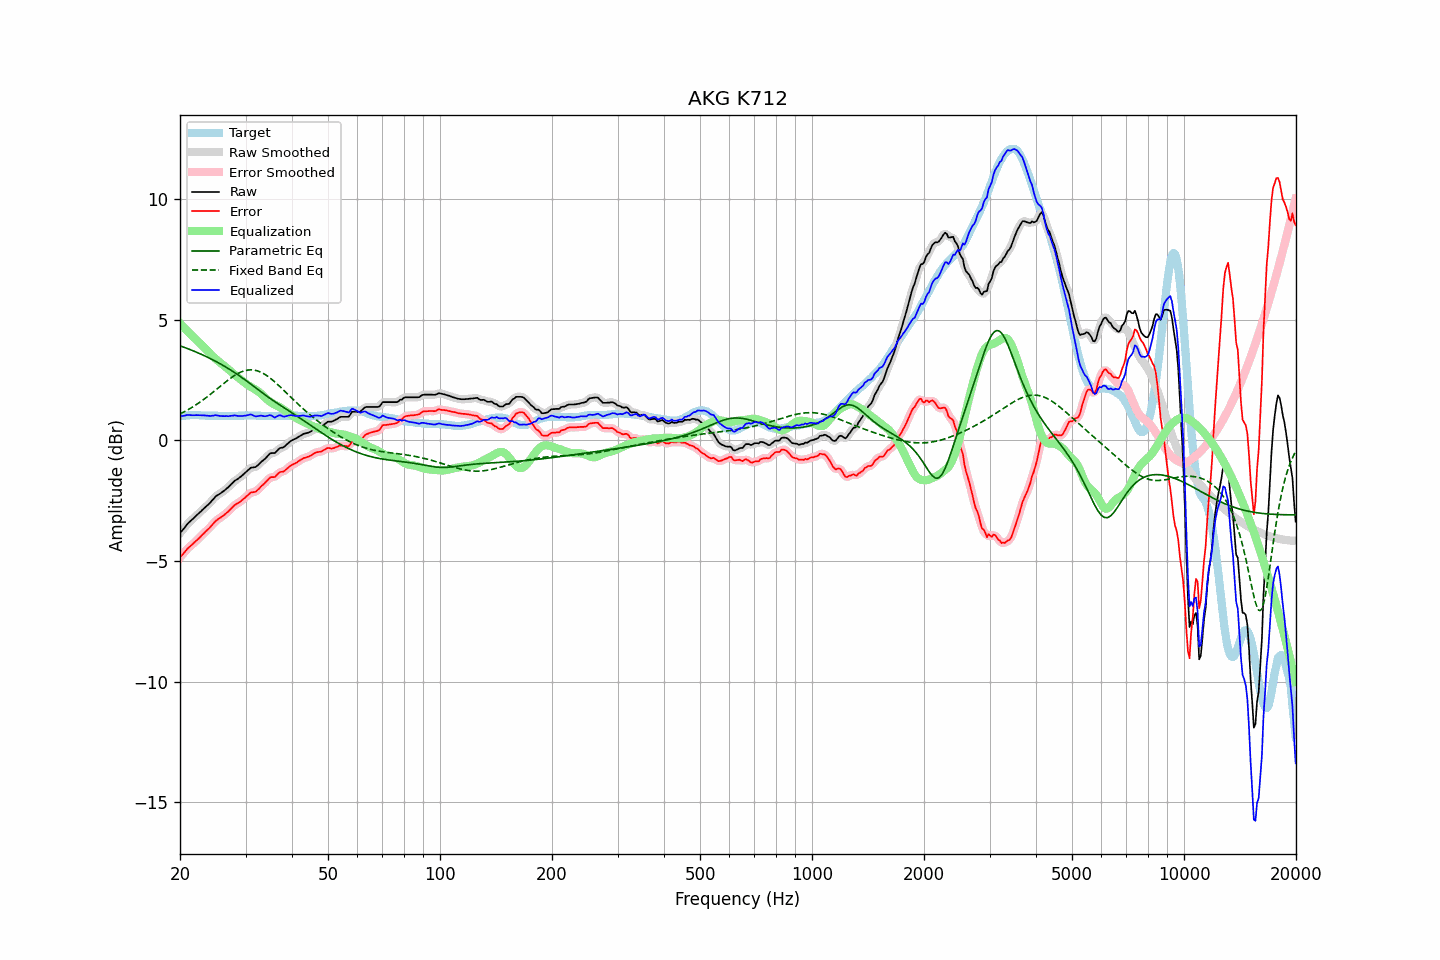 AKG K712
Target
Raw Smoothed
Error Smoothed
Raw
Error
Equalization
Parametric Eq
Fixed Band Eq
Equalized
Amplitude (dBr)
10
5
0
−5
−10
−15
20 50 100 200 500 1000 2000 5000 10000 20000
Frequency (Hz)